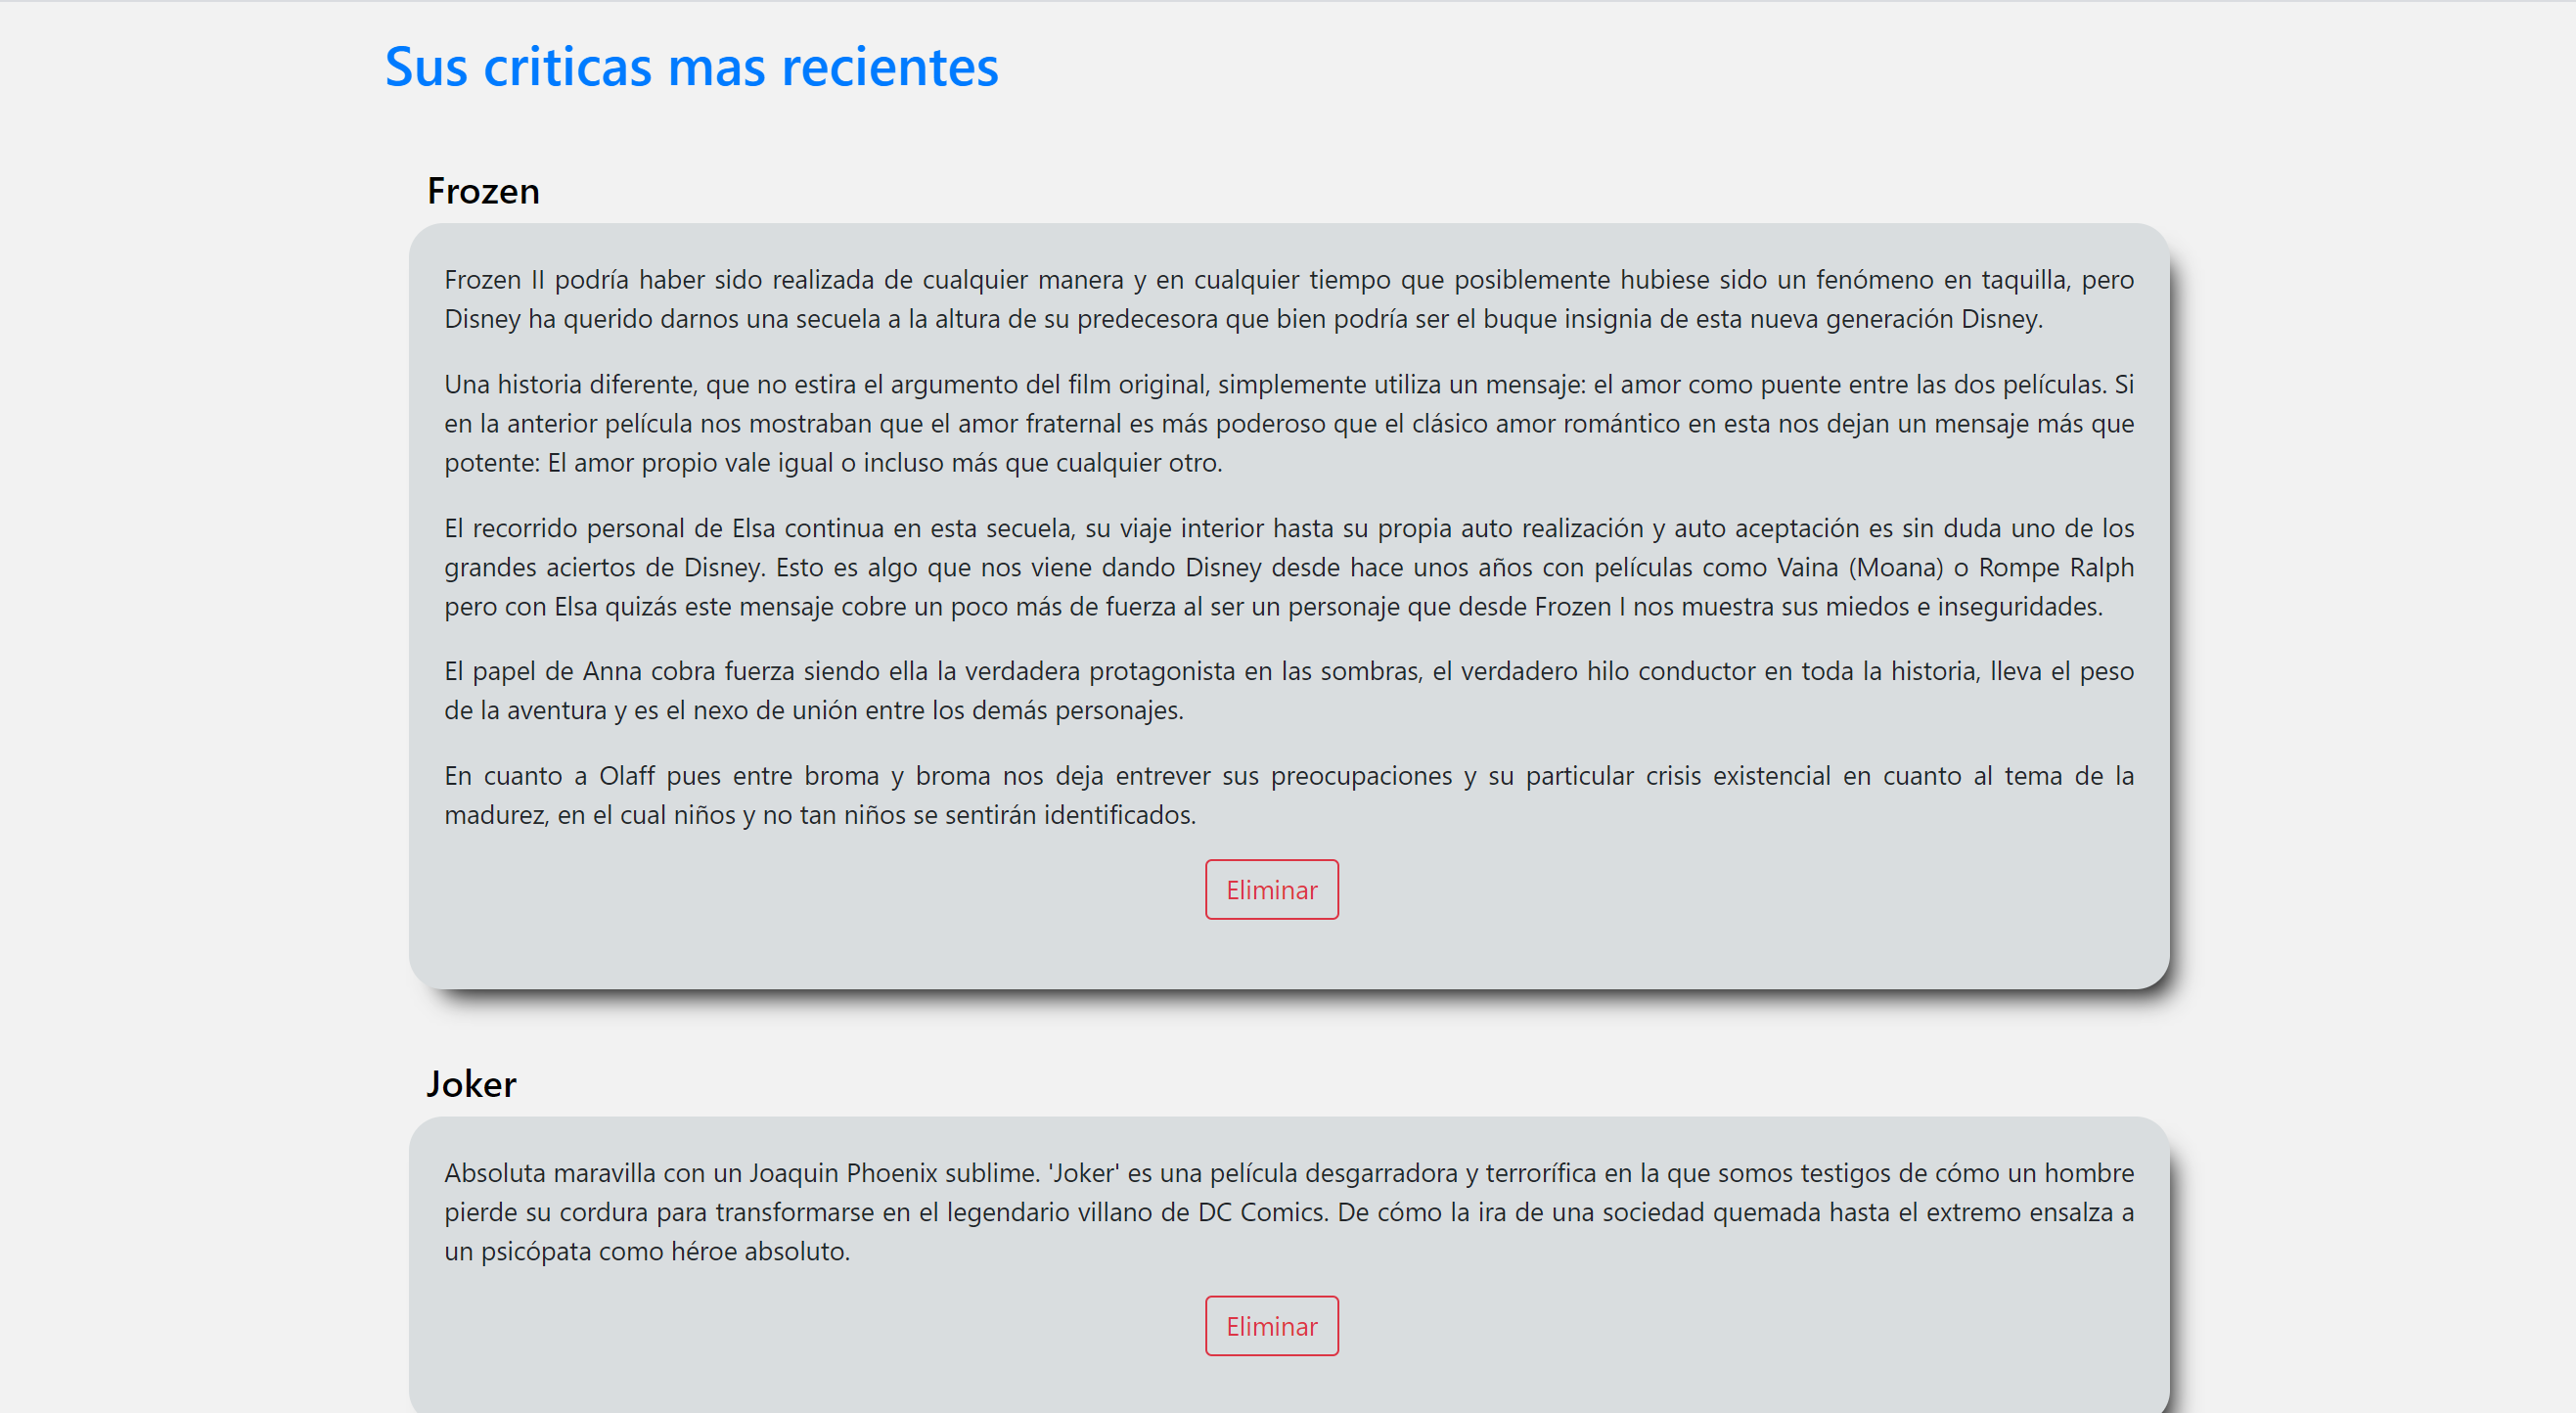 Sus criticas mas recientes
Frozen
Frozen II podría haber sido realizada de cualquier manera y en cualquier tiempo que posiblemente hubiese sido un fenómeno en taquilla, pero
Disney ha querido darnos una secuela a la altura de su predecesora que bien podría ser el buque insignia de esta nueva generación Disney.
Una historia diferente, que no estira el argumento del film original, simplemente utiliza un mensaje: el amor como puente entre las dos películas. Si
en la anterior película nos mostraban que el amor fraternal es más poderoso que el clásico amor romántico en esta nos dejan un mensaje más que
potente: El amor propio vale igual o incluso más que cualquier otro.
El recorrido personal de Elsa continua en esta secuela, su viaje interior hasta su propia auto realización y auto aceptación es sin duda uno de los
grandes aciertos de Disney. Esto es algo que nos viene dando Disney desde hace unos años con películas como Vaina (Moana) o Rompe Ralph
pero con Elsa quizás este mensaje cobre un poco más de fuerza al ser un personaje que desde Frozen I nos muestra sus miedos e inseguridades.
El papel de Anna cobra fuerza siendo ella la verdadera protagonista en las sombras, el verdadero hilo conductor en toda la historia, lleva el peso
de la aventura y es el nexo de unión entre los demás personajes.
En cuanto a Olaff pues entre broma y broma nos deja entrever sus preocupaciones y su particular crisis existencial en cuanto al tema de la
madurez, en el cual niños y no tan niños se sentirán identificados.
Eliminar
Joker
Absoluta maravilla con un Joaquin Phoenix sublime. 'Joker' es una película desgarradora y terrorífica en la que somos testigos de cómo un hombre
pierde su cordura para transformarse en el legendario villano de DC Comics. De cómo la ira de una sociedad quemada hasta el extremo ensalza a
un psicópata como héroe absoluto.
Eliminar